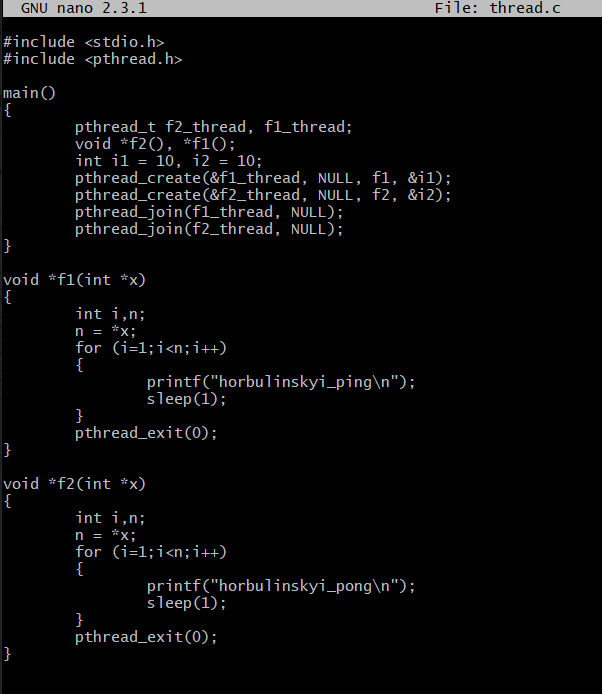 GNU nano 2.3.1 File: thread.c
#include <stdio.h>
#include <pthread.h>
main()
{
pthread_t f2_thread, f1_thread;
void *f2(), *f1();
int i1 = 10, i2 = 10;
pthread_create(&f1_thread, NULL, f1, &i1);
pthread_create(&f2_thread, NULL, f2, &i2);
pthread_join(f1_thread, NULL);
pthread_join(f2_thread, NULL);
}
void *f1(int *x)
{
int i,n;
n = *x;
for (i=1;i<n;i++)
{
printf("horbulinskyi_ping\n");
sleep(1);
}
pthread_exit(0);
}
void *f2(int *x)
{
int i,n;
n = *x;
for (i=1;i<n;i++)
{
printf("horbulinskyi_pong\n");
sleep(1);
}
pthread_exit(0);
}